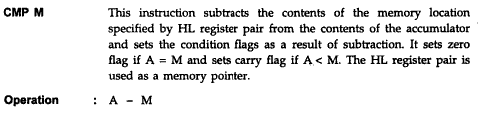 CMP M This instruction subtracts the contents of the memory location
specified by HL register pair from the contents of the accumulator
and sets the condition flags as a result of subtraction. It sets zero
flag if A = M and sets carry flag if A < M. The HL register pair is
used as a memory pointer.
Operation : A - M